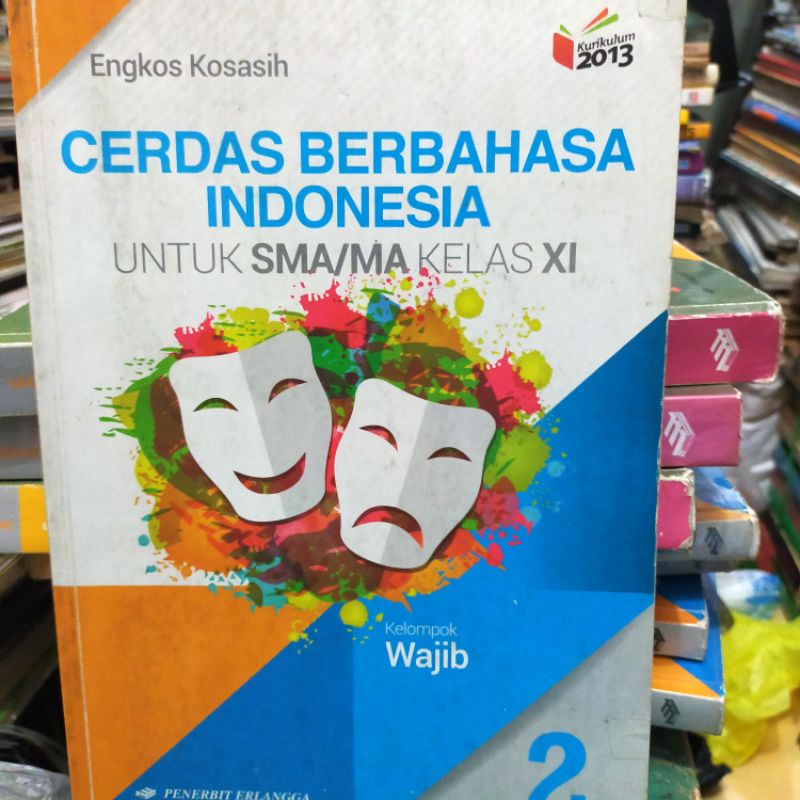 Engkos Kosasih
Kurikulum
2013
CERDAS BERBAHASA
INDONESIA
UNTUK SMA/MA KELAS XI
Kelompok
Wajib
2
PENERBIT ERLANGGA